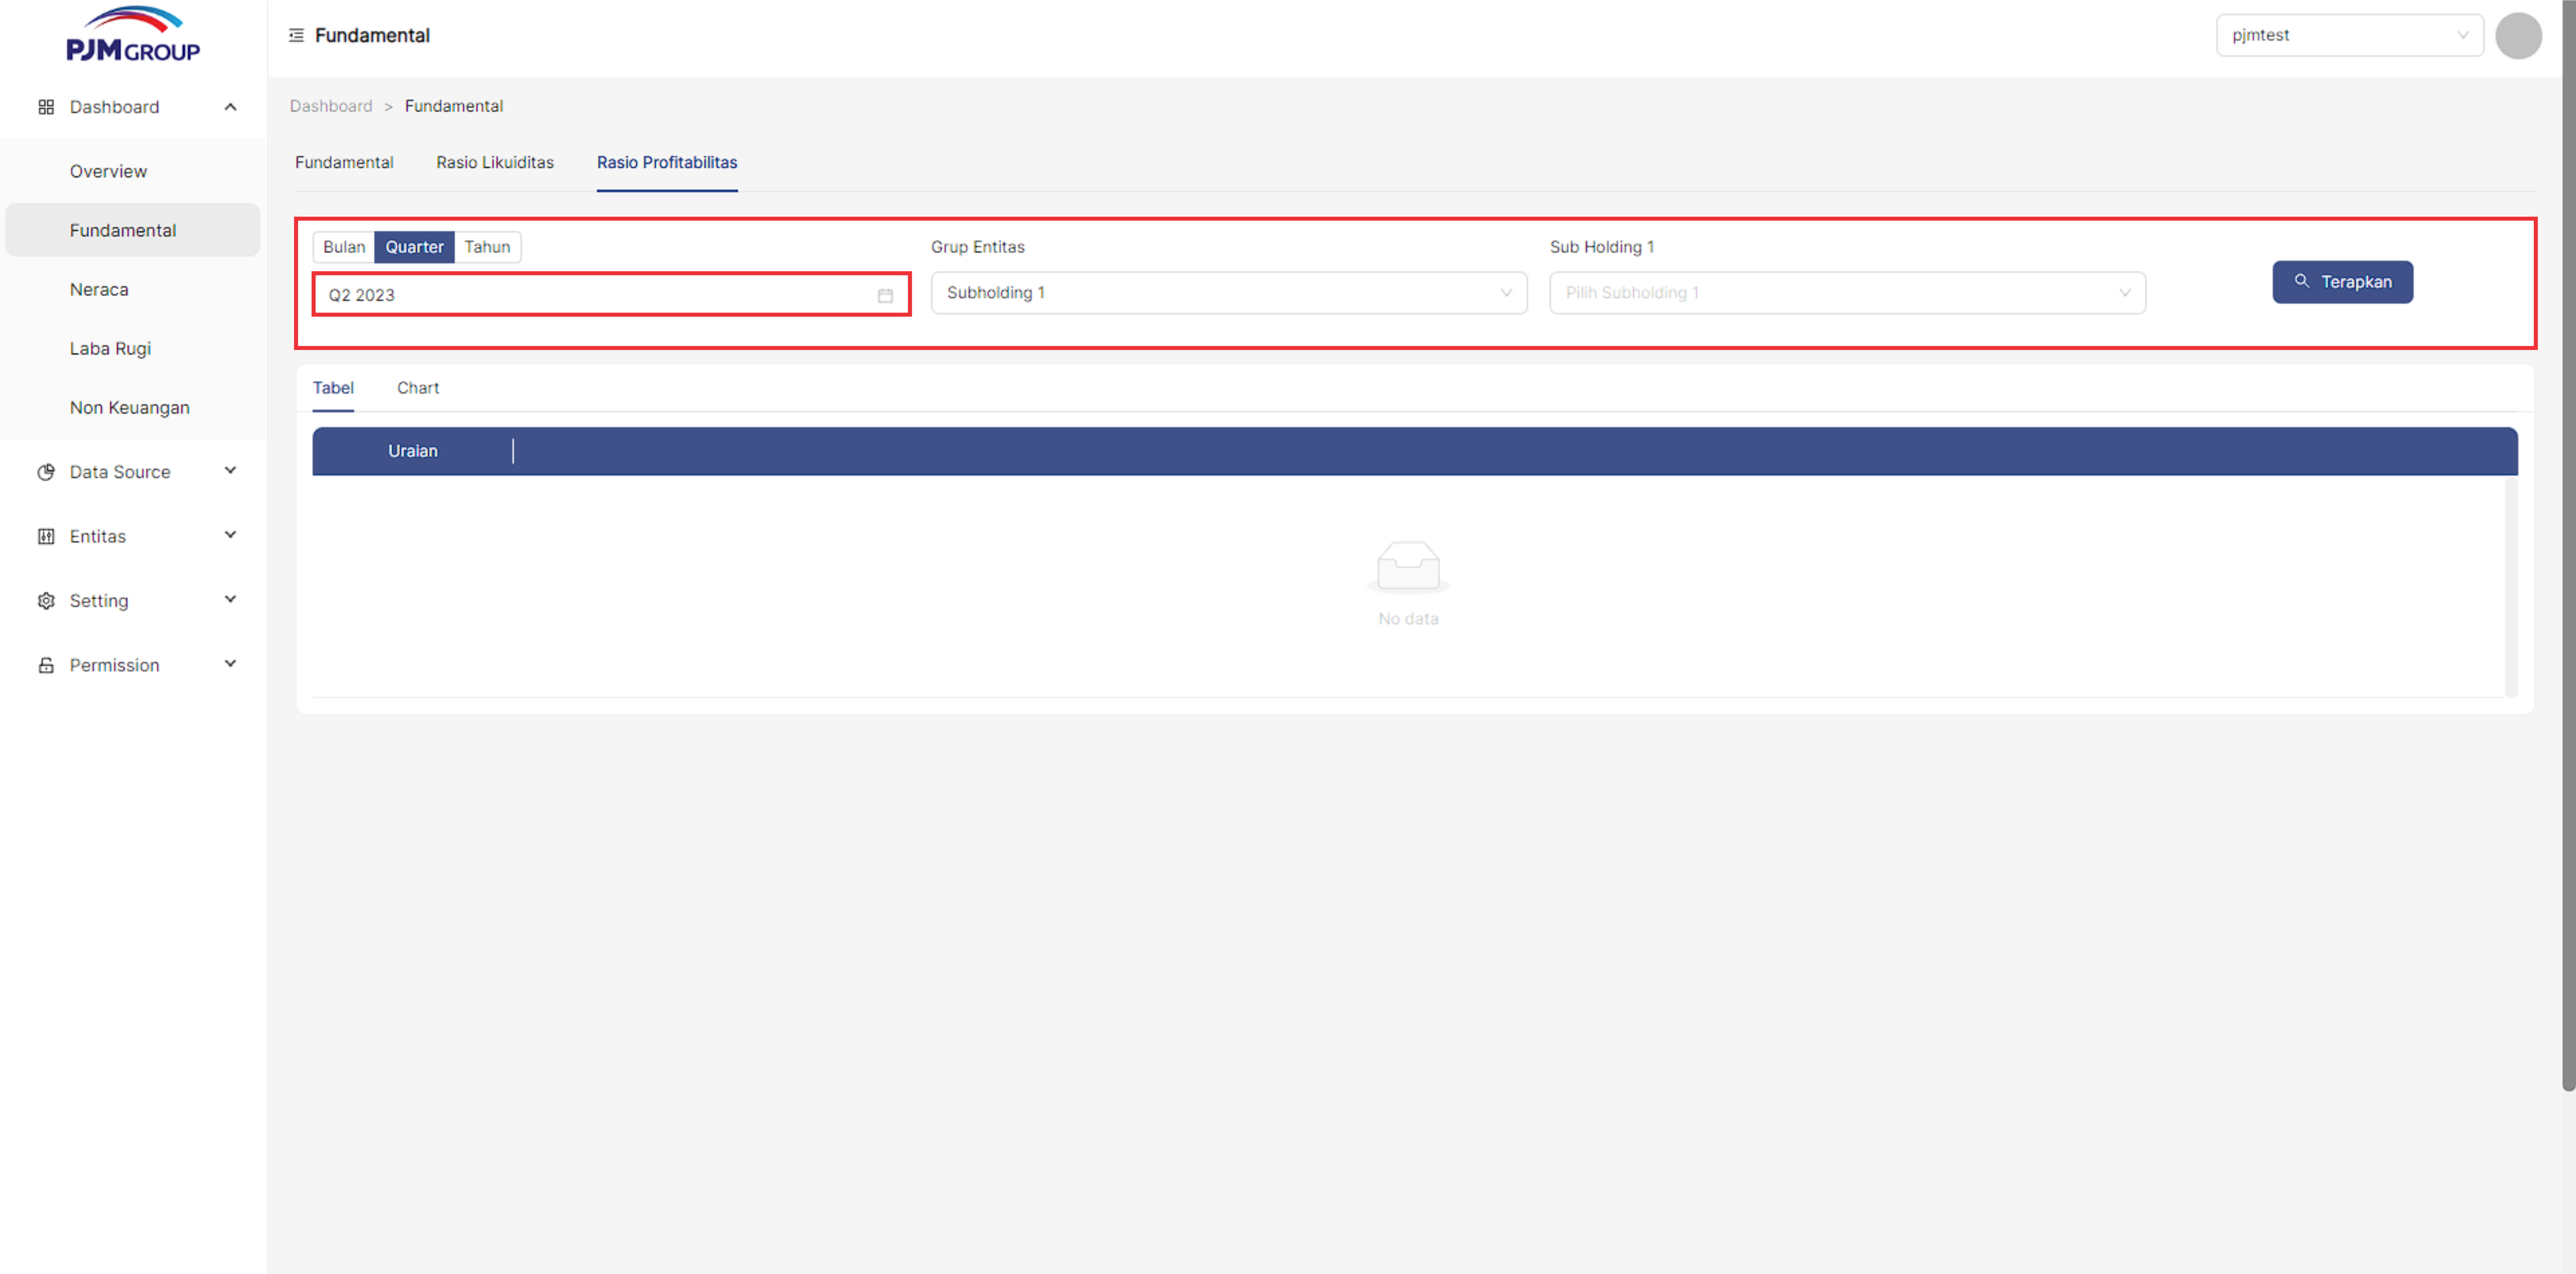 PJM GROUP
Fundamental
pjmtest
Dashboard
Overview
Fundamental
Neraca
Laba Rugi
Non Keuangan
Data Source
Entitas
Setting
Permission
Dashboard > Fundamental
Fundamental Rasio Likuiditas Rasio Profitabilitas
Bulan Quarter Tahun Grup Entitas Sub Holding 1
Q2 2023 Subholding 1 Pilih Subholding 1 Terapkan
Tabel Chart
Uraian
No data